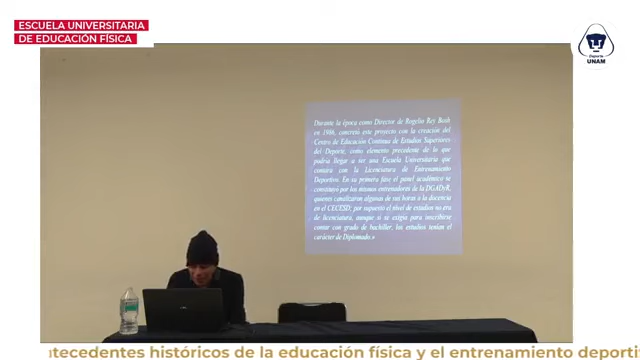 ESCUELA UNIVERSITARIA
DE EDUCACIÓN FÍSICA
Deporte
UNAM
Durante la época como Director de Rogelio Rey Bosh
en 1986, concretó este proyecto con la creación del
Centro de Educación Continua de Estudios Superiores
del Deporte, como elemento precedente de lo que
podría llegar a ser una Escuela Universitaria que
contara con la Licenciatura de Entrenamiento
Deportivo. En su primera fase el panel académico se
constituyó por los mismos entrenadores de la DGADyR,
quienes canalizaron algunas de sus horas a la docencia
en el CECESD; por supuesto el nivel de estudios no era
de licenciatura, aunque sí se exigía para inscribirse
contar con grado de bachiller, los estudios tenían el
carácter de Diplomado.»
ntecedentes históricos de la educación física y el entrenamiento deporti